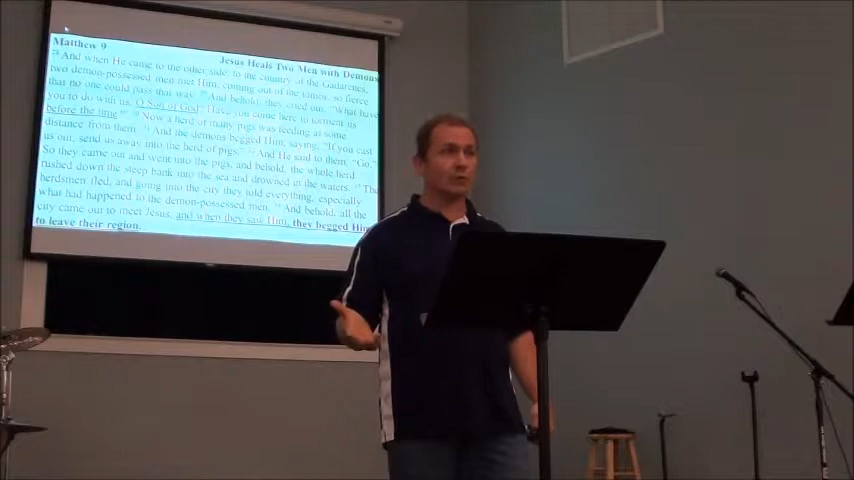 Matthew 9
Jesus Heals Two Men with Demons
28 And when He came to the other side, to the country of the Gadarenes,
two demon-possessed men met Him, coming out of the tombs, so fierce
that no one could pass that way. 29 And behold, they cried out, "What have
you to do with us, O Son of God? Have you come here to torment us
before the time?" 30 Now a herd of many pigs was feeding at some
distance from them. 31 And the demons begged Him, saying, "If you cast
us out, send us away into the herd of pigs." 32 And He said to them, "Go."
So they came out and went into the pigs, and behold, the whole herd
rushed down the steep bank into the sea and drowned in the waters. 33 The
herdsmen fled, and going into the city they told everything, especially
what had happened to the demon-possessed men. 34 And behold, all the
city came out to meet Jesus, and when they saw Him, they begged Him
to leave their region.